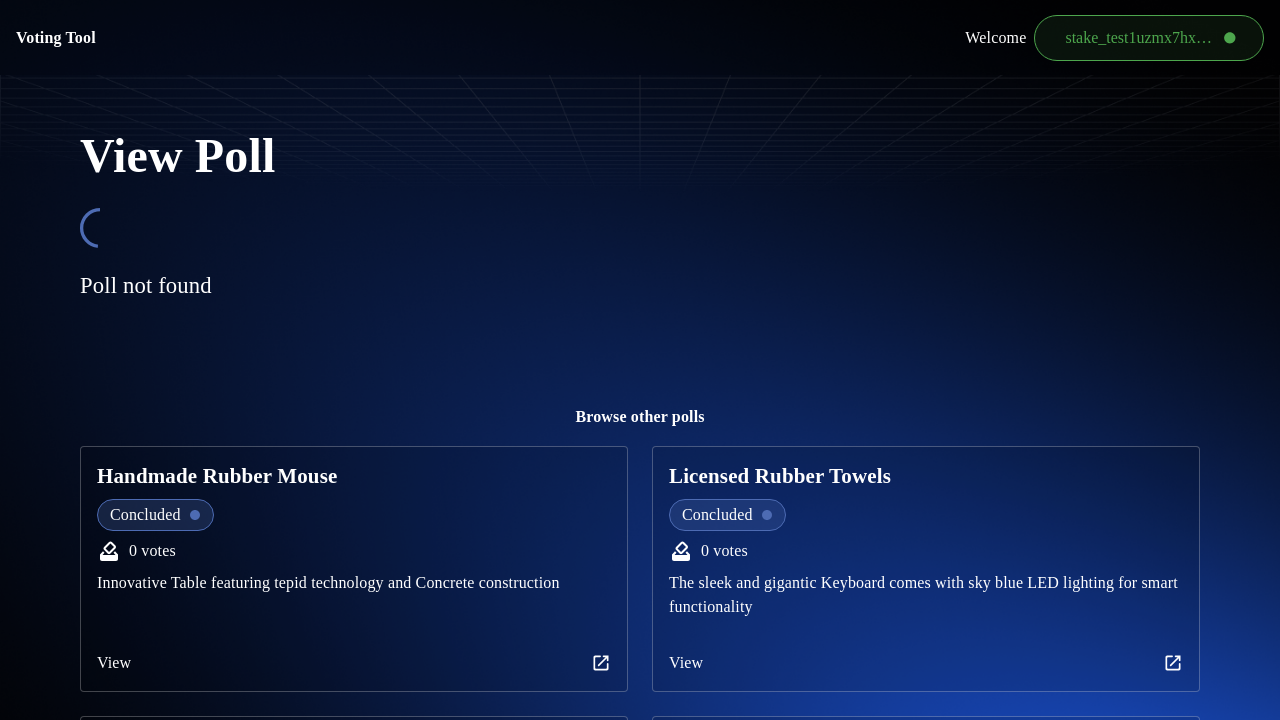 Voting Tool
Welcome
stake_test1uzmx7hx…
View Poll
Poll not found
Browse other polls
Handmade Rubber Mouse
Concluded
0 votes
Innovative Table featuring tepid technology and Concrete construction
View
Licensed Rubber Towels
Concluded
0 votes
The sleek and gigantic Keyboard comes with sky blue LED lighting for smart
functionality
View